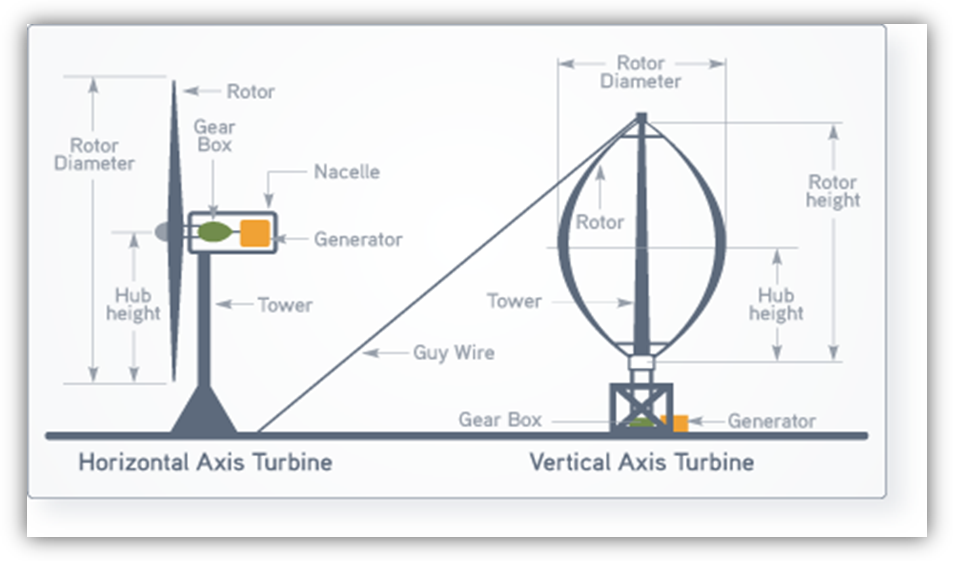 Rotor
Gear
Box
Rotor
Diameter
Nacelle
Generator
Hub
height
Tower
Horizontal Axis Turbine
Rotor
Diameter
Rotor
height
Rotor
Tower
Hub
height
Guy Wire
Gear Box
Generator
Vertical Axis Turbine